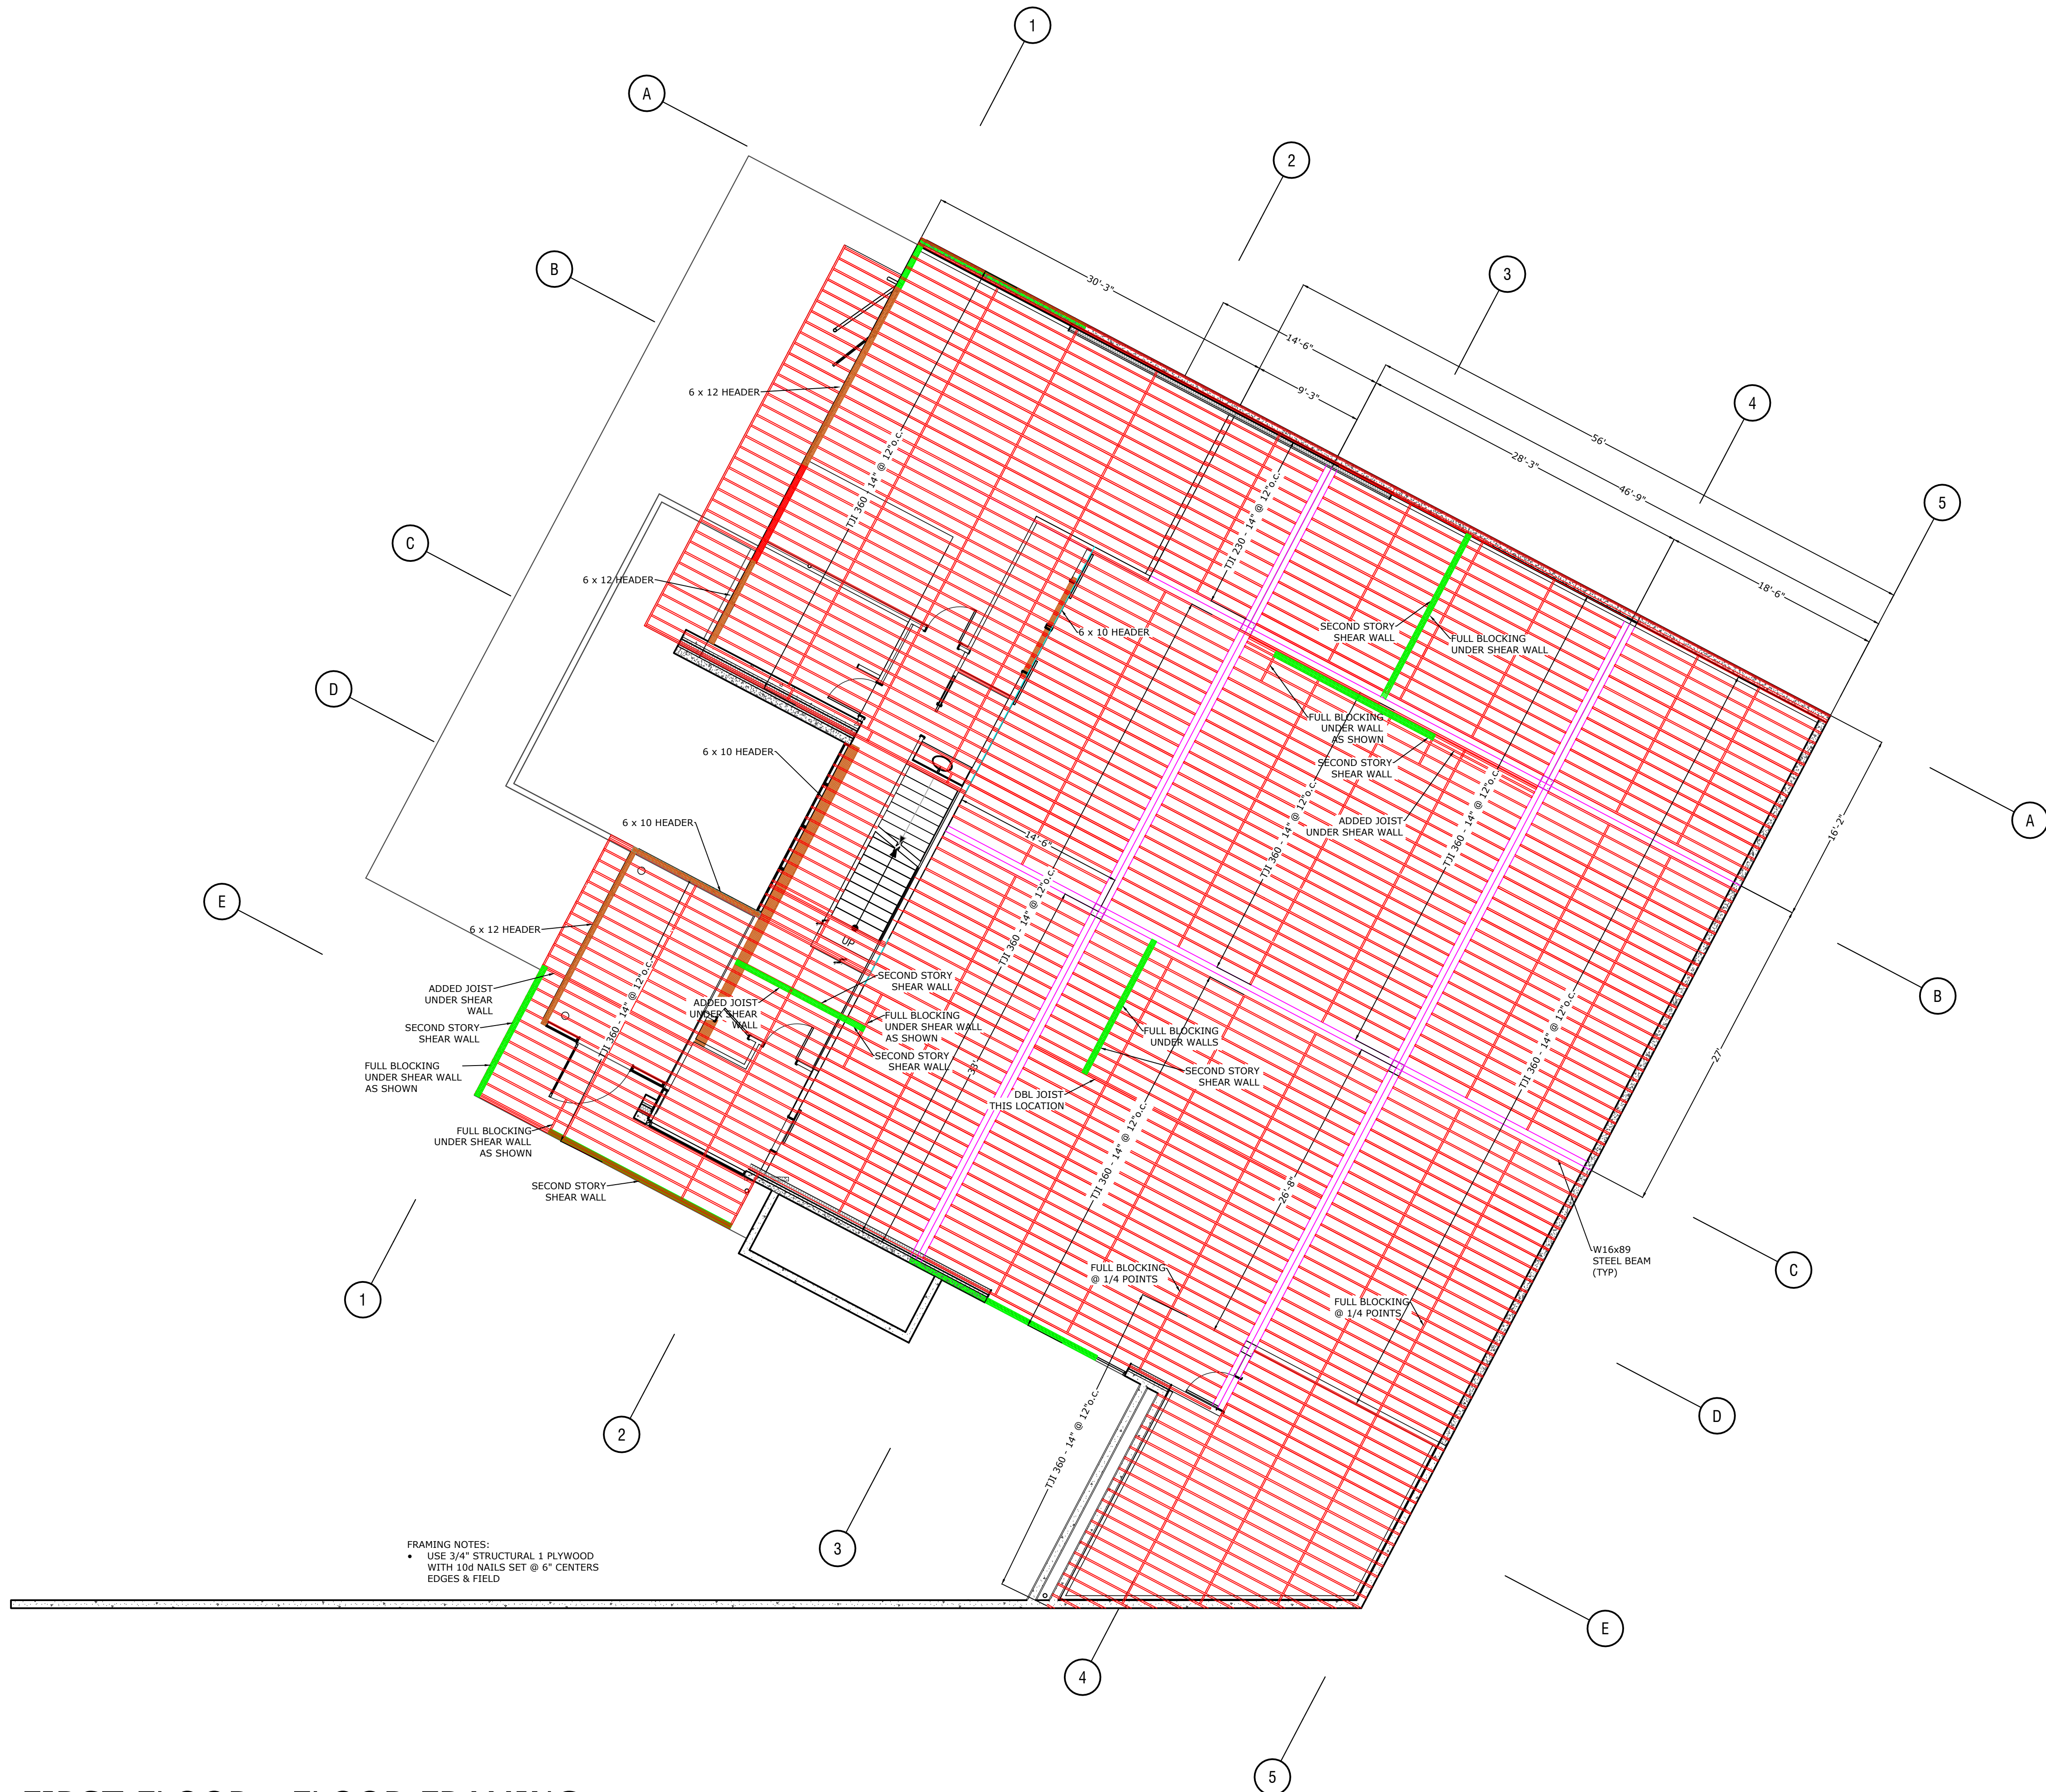 1
A
2
B
3
30'-3"
14'-6"
9'-3"
6 x 12 HEADER
4
56'
28'-3"
TJI 360 - 14" @ 12"o.c.
46'-9"
5
TJI 230 - 14" @ 12"o.c.
C
6 x 12 HEADER
18'-6"
6 x 10 HEADER
SECOND STORY
SHEAR WALL
FULL BLOCKING
UNDER SHEAR WALL
D
FULL BLOCKING
UNDER WALL
AS SHOWN
6 x 10 HEADER
SECOND STORY
SHEAR WALL
6 x 10 HEADER
TJI 360 - 14" @ 12"o.c.
TJI 360 - 14" @ 12"o.c.
ADDED JOIST
UNDER SHEAR WALL
16'-2"
A
14'-6"
E
6 x 12 HEADER
UP
TJI 360 - 14" @ 12"o.c.
SECOND STORY
SHEAR WALL
ADDED JOIST
UNDER SHEAR
WALL
ADDED JOIST
UNDER SHEAR
WALL
B
TJI 360 - 14" @ 12"o.c.
FULL BLOCKING
UNDER SHEAR WALL
AS SHOWN
SECOND STORY
SHEAR WALL
FULL BLOCKING
UNDER WALLS
TJI 360 - 14" @ 12"o.c.
27'
SECOND STORY
SHEAR WALL
FULL BLOCKING
UNDER SHEAR WALL
AS SHOWN
33'
SECOND STORY
SHEAR WALL
DBL JOIST
THIS LOCATION
FULL BLOCKING
UNDER SHEAR WALL
AS SHOWN
TJI 360 - 14" @ 12"o.c.
SECOND STORY
SHEAR WALL
26'-8"
W16x89
STEEL BEAM
(TYP)
C
FULL BLOCKING
@ 1/4 POINTS
1
FULL BLOCKING
@ 1/4 POINTS
D
2
TJI 360 - 14" @ 12"o.c.
3
FRAMING NOTES:
• USE 3/4" STRUCTURAL 1 PLYWOOD
WITH 10d NAILS SET @ 6" CENTERS
EDGES & FIELD
E
4
5